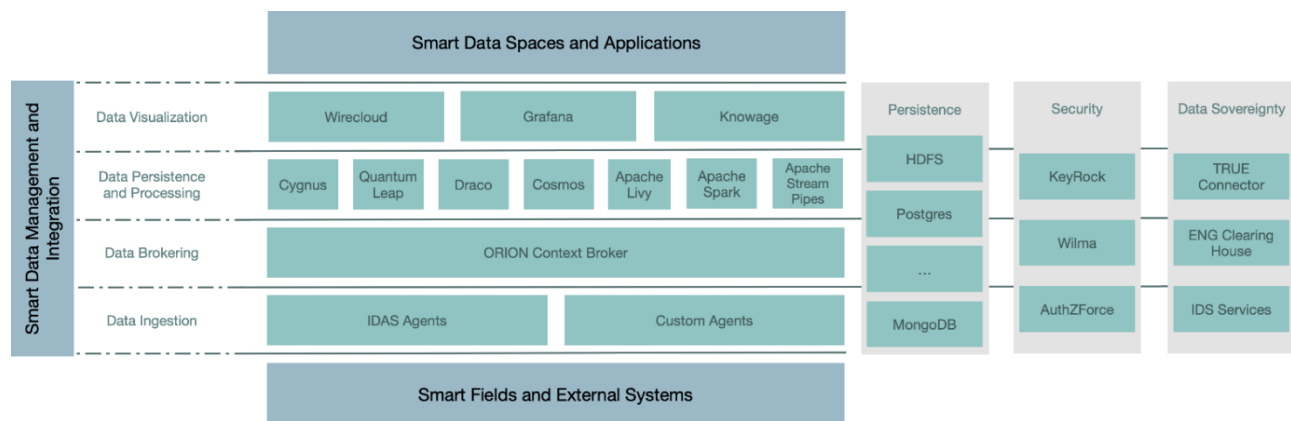 Smart Data Spaces and Applications
Smart Data Management and
Integration
Data Visualization
Wirecloud
Grafana
Knowage
Data Persistence
and Processing
Cygnus
Quantum
Leap
Draco
Cosmos
Apache
Livy
Apache
Spark
Apache
Stream
Pipes
Data Brokering
ORION Context Broker
Data Ingestion
IDAS Agents
Custom Agents
Smart Fields and External Systems
Persistence
HDFS
Postgres
...
MongoDB
Security
KeyRock
Wilma
AuthZForce
Data Sovereignty
TRUE
Connector
ENG Clearing
House
IDS Services